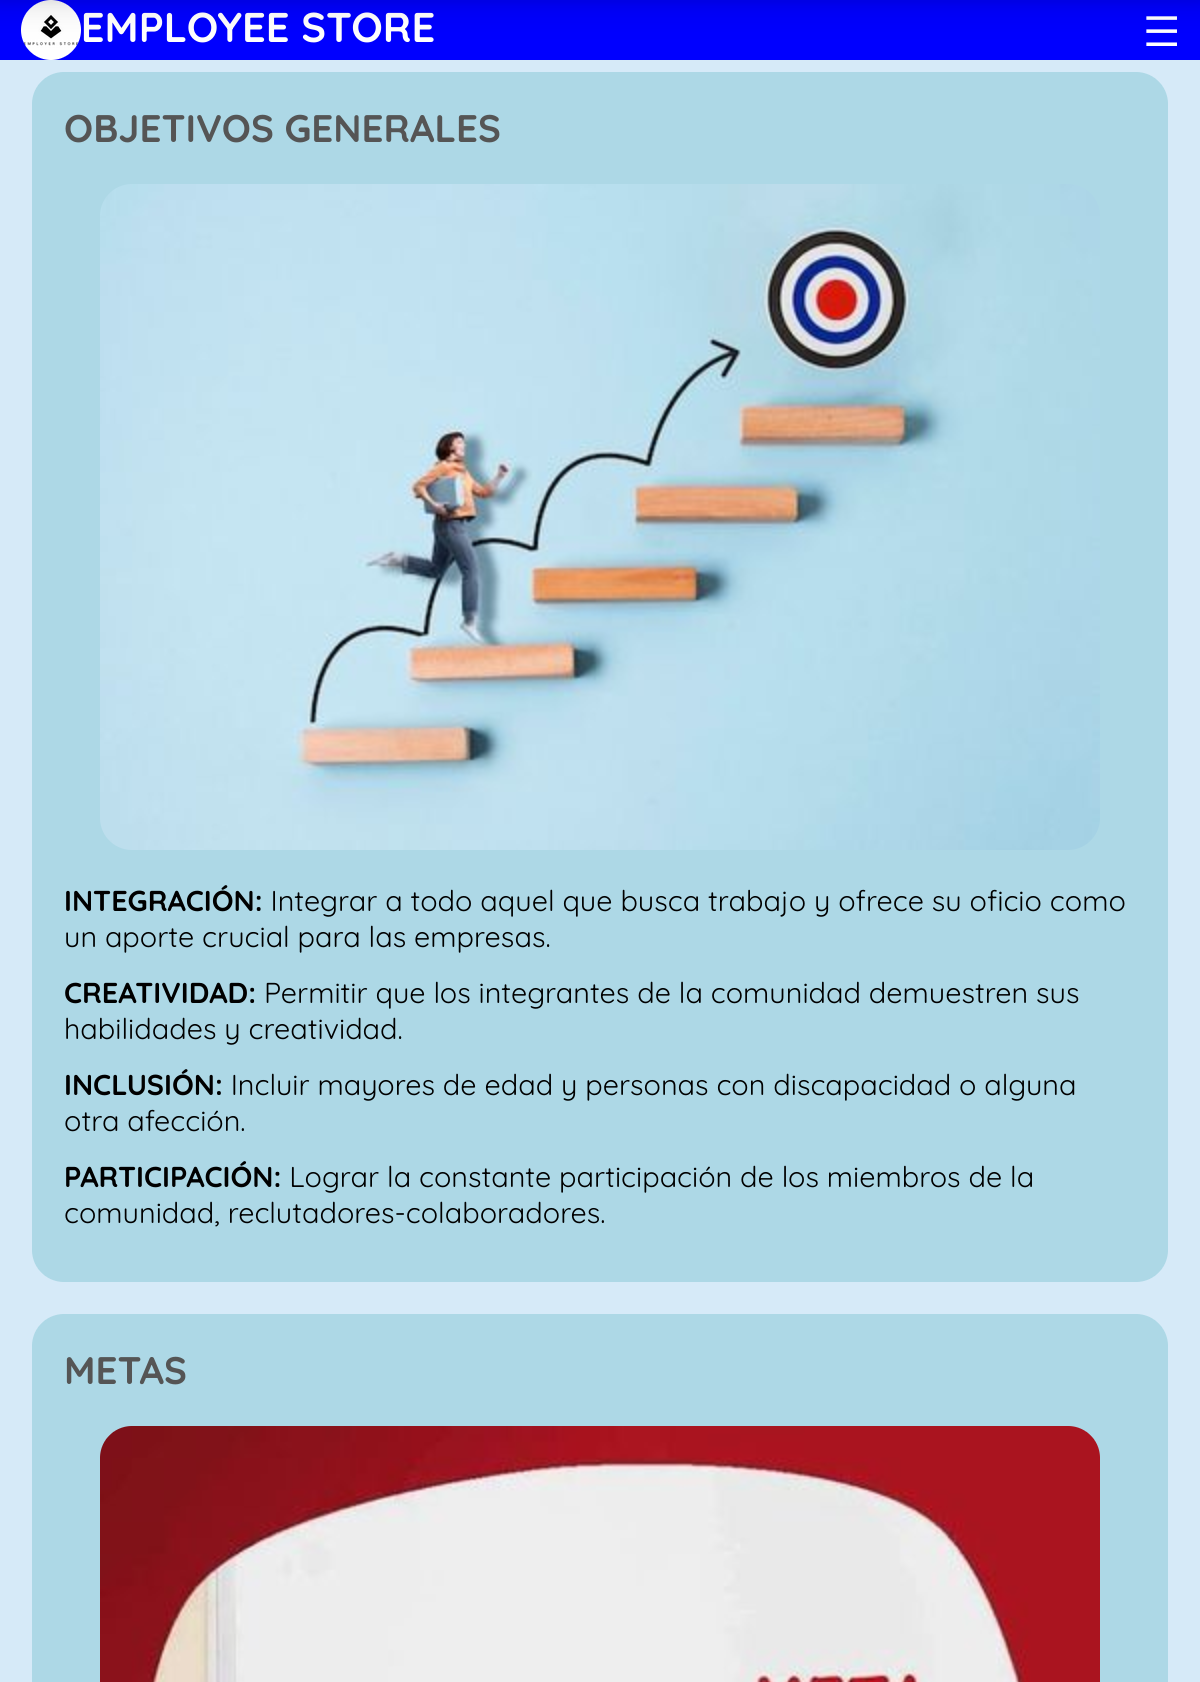 EMPLOYEE STORE
OBJETIVOS GENERALES
INTEGRACIÓN: Integrar a todo aquel que busca trabajo y ofrece su oficio como
un aporte crucial para las empresas.
CREATIVIDAD: Permitir que los integrantes de la comunidad demuestren sus
habilidades y creatividad.
INCLUSIÓN: Incluir mayores de edad y personas con discapacidad o alguna
otra afección.
PARTICIPACIÓN: Lograr la constante participación de los miembros de la
comunidad, reclutadores-colaboradores.
METAS